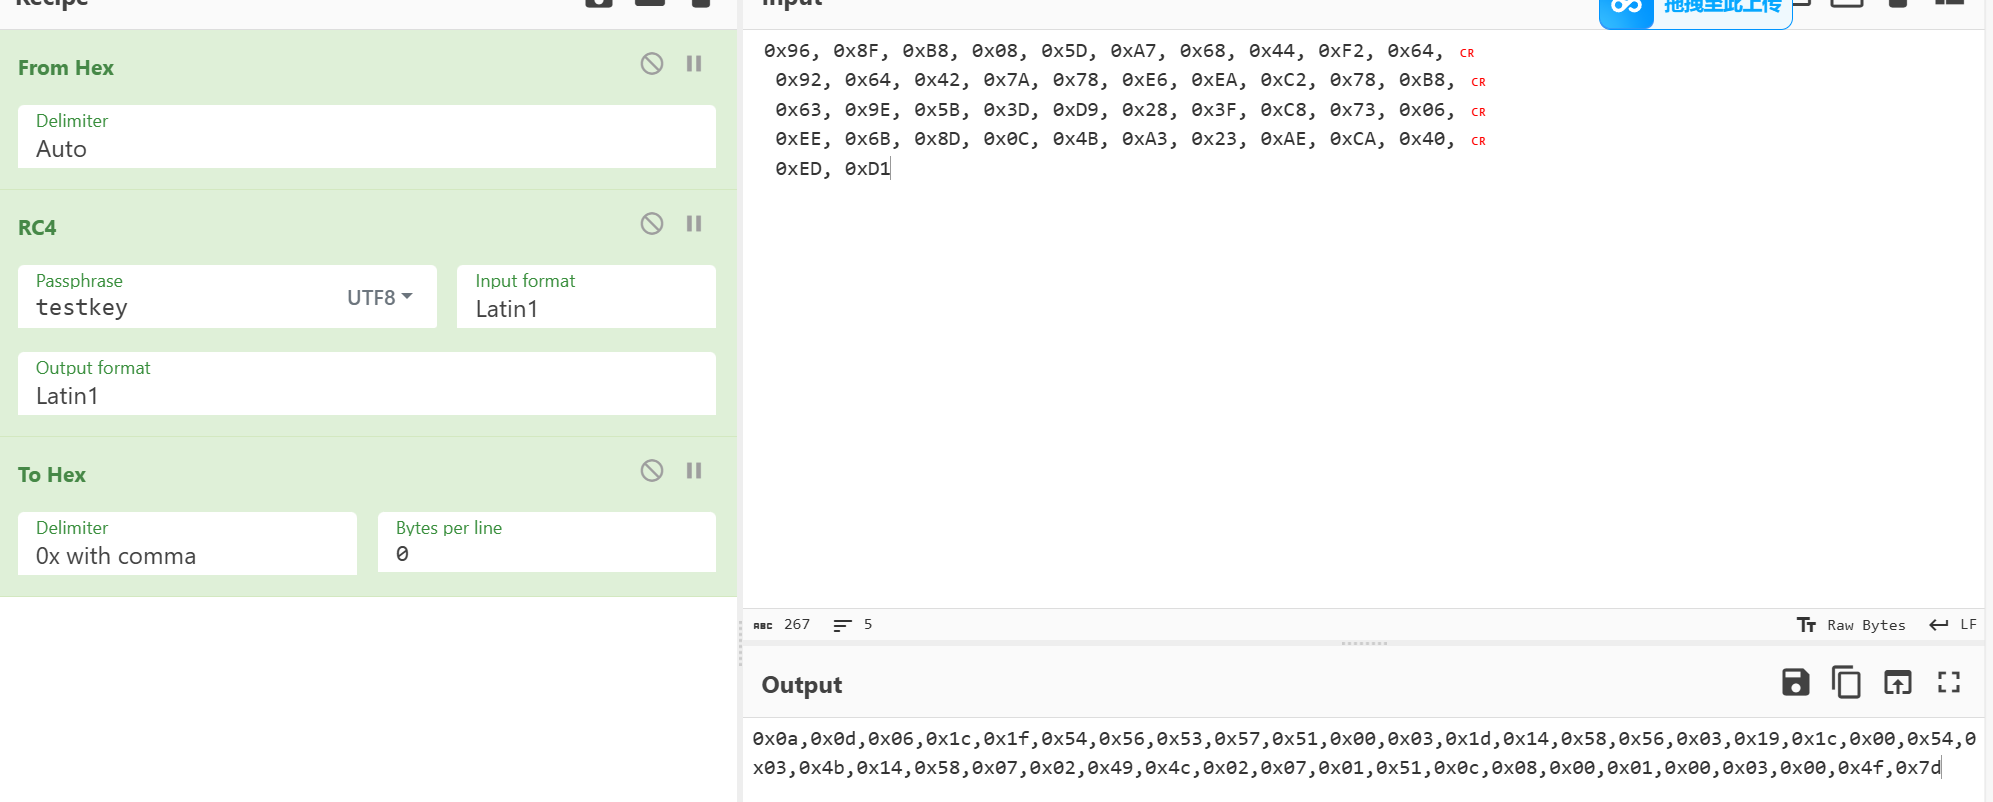 Recipe
Input
拖拽至此上传
From Hex
Delimiter
Auto
RC4
Passphrase
testkey
UTF8
Input format
Latin1
Output format
Latin1
To Hex
Delimiter
0x with comma
Bytes per line
0
0x96, 0x8F, 0xB8, 0x08, 0x5D, 0xA7, 0x68, 0x44, 0xF2, 0x64, CR
0x92, 0x64, 0x42, 0x7A, 0x78, 0xE6, 0xEA, 0xC2, 0x78, 0xB8, CR
0x63, 0x9E, 0x5B, 0x3D, 0xD9, 0x28, 0x3F, 0xC8, 0x73, 0x06, CR
0xEE, 0x6B, 0x8D, 0x0C, 0x4B, 0xA3, 0x23, 0xAE, 0xCA, 0x40, CR
0xED, 0xD1
ABC 267 5
Tт Raw Bytes LF
Output
0x0a,0x0d,0x06,0x1c,0x1f,0x54,0x56,0x53,0x57,0x51,0x00,0x03,0x1d,0x14,0x58,0x56,0x03,0x19,0x1c,0x00,0x54,0
x03,0x4b,0x14,0x58,0x07,0x02,0x49,0x4c,0x02,0x07,0x01,0x51,0x0c,0x08,0x00,0x01,0x00,0x03,0x00,0x4f,0x7d